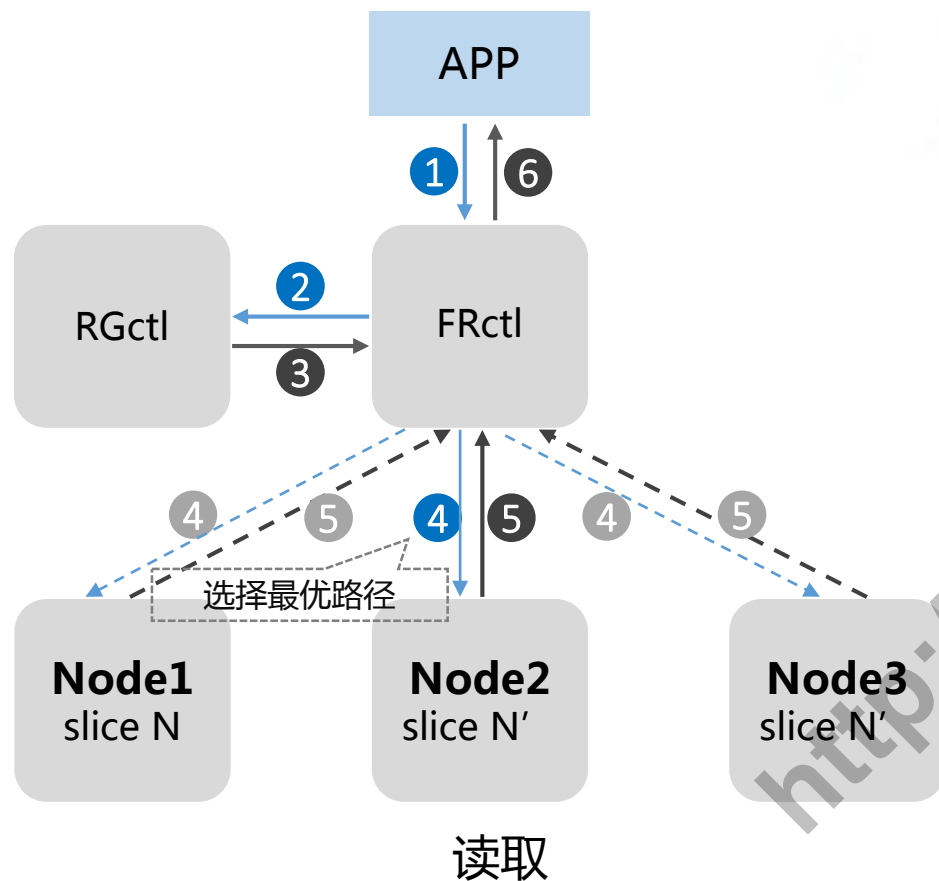 APP
1
6
2
RGctl
FRctl
3
4
5
4
5
4
5
选择最优路径
Node1
slice N
Node2
slice N’
Node3
slice N’
http:
读取